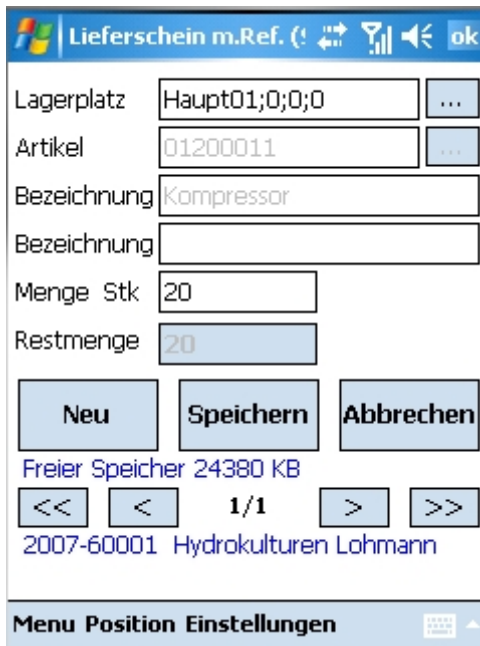 Lieferschein m.Ref. (! ok
Lagerplatz Haupt01;0;0;0 ...
Artikel 01200011 ...
Bezeichnung Kompressor
Bezeichnung
Menge Stk 20
Restmenge 20
Neu Speichern Abbrechen
Freier Speicher 24380 KB
<< < 1/1 > >>
2007-60001 Hydrokulturen Lohmann
Menu Position Einstellungen